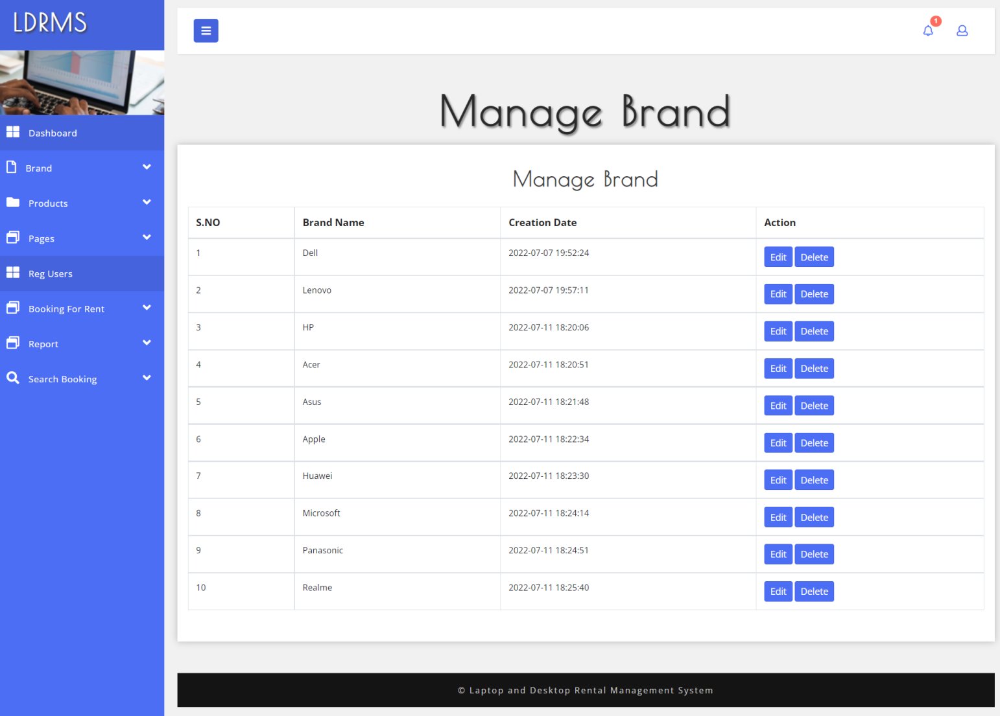 LDRMS
1
Dashboard
Brand
Products
Pages
Reg Users
Booking For Rent
Report
Search Booking
Manage Brand
Manage Brand
S.NO Brand Name Creation Date Action
1 Dell 2022-07-07 19:52:24 Edit Delete
2 Lenovo 2022-07-07 19:57:11 Edit Delete
3 HP 2022-07-11 18:20:06 Edit Delete
4 Acer 2022-07-11 18:20:51 Edit Delete
5 Asus 2022-07-11 18:21:48 Edit Delete
6 Apple 2022-07-11 18:22:34 Edit Delete
7 Huawei 2022-07-11 18:23:30 Edit Delete
8 Microsoft 2022-07-11 18:24:14 Edit Delete
9 Panasonic 2022-07-11 18:24:51 Edit Delete
10 Realme 2022-07-11 18:25:40 Edit Delete
© Laptop and Desktop Rental Management System